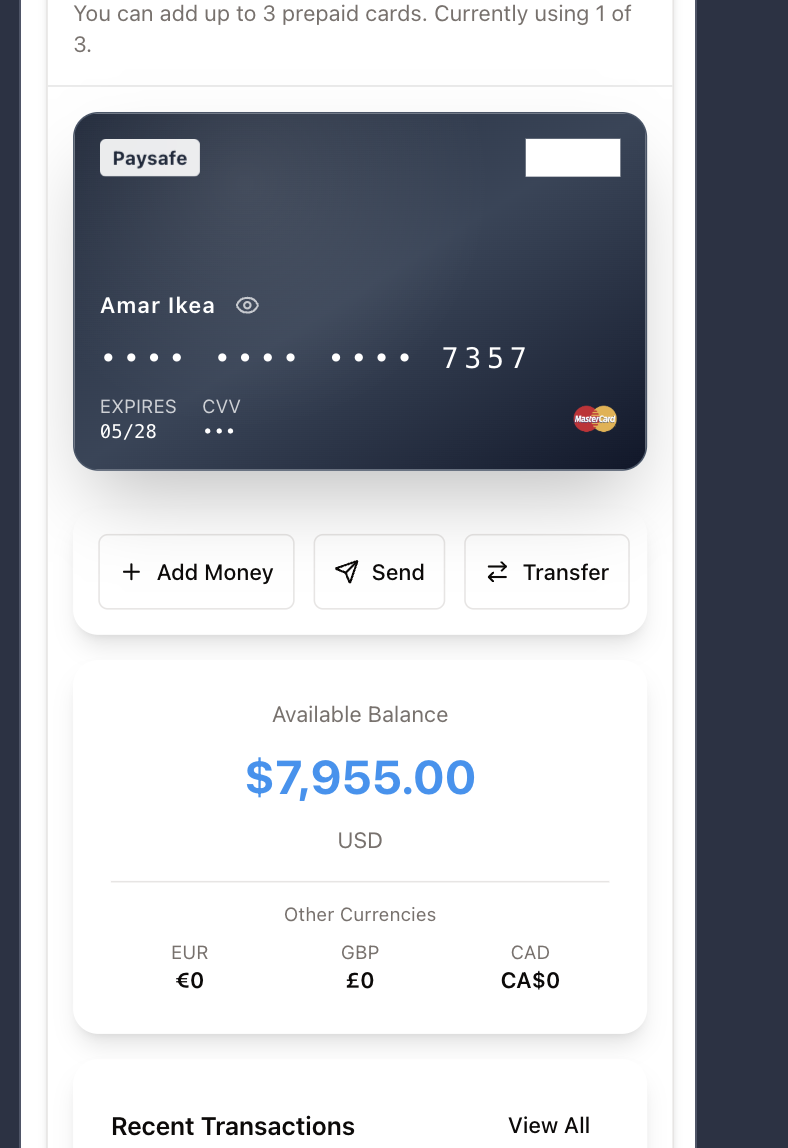 You can add up to 3 prepaid cards. Currently using 1 of
3.
Paysafe
Amar Ikea
•••• •••• •••• 7357
EXPIRES CVV
05/28 •••
MasterCard
Add Money Send Transfer
Available Balance
$7,955.00
USD
Other Currencies
EUR GBP CAD
€0 £0 CA$0
Recent Transactions View All